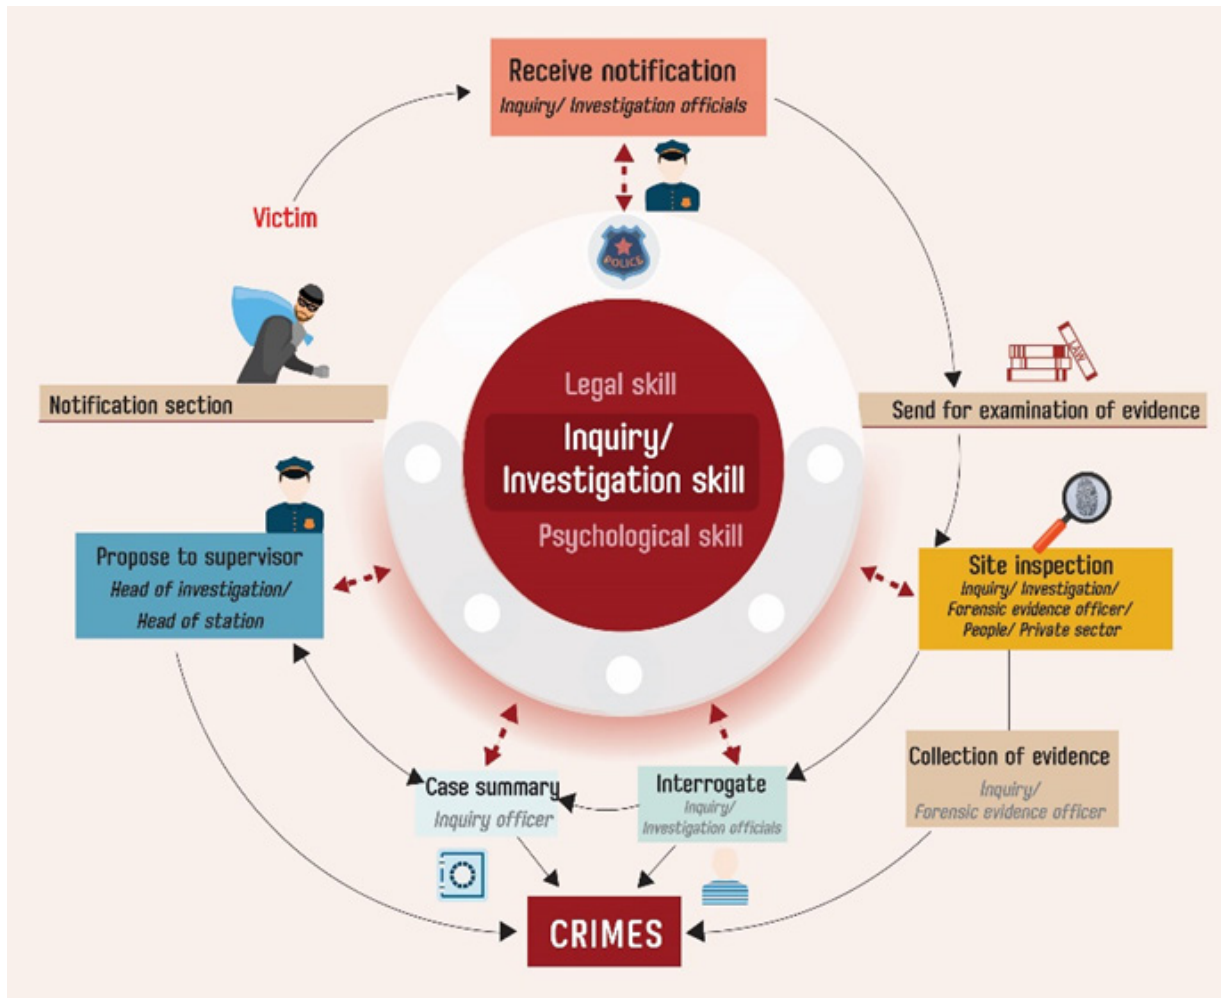 Receive notification
Inquiry/ Investigation officials
Victim
POLICE
LAW
Notification section
Send for examination of evidence
Legal skill
Inquiry/
Investigation skill
Psychological skill
Propose to supervisor
Head of investigation/
Head of station
Site inspection
Inquiry/ Investigation/
Forensic evidence officer/
People/ Private sector
Case summary
Inquiry officer
Interrogate
Inquiry/
Investigation officials
Collection of evidence
Inquiry/
Forensic evidence officer
CRIMES